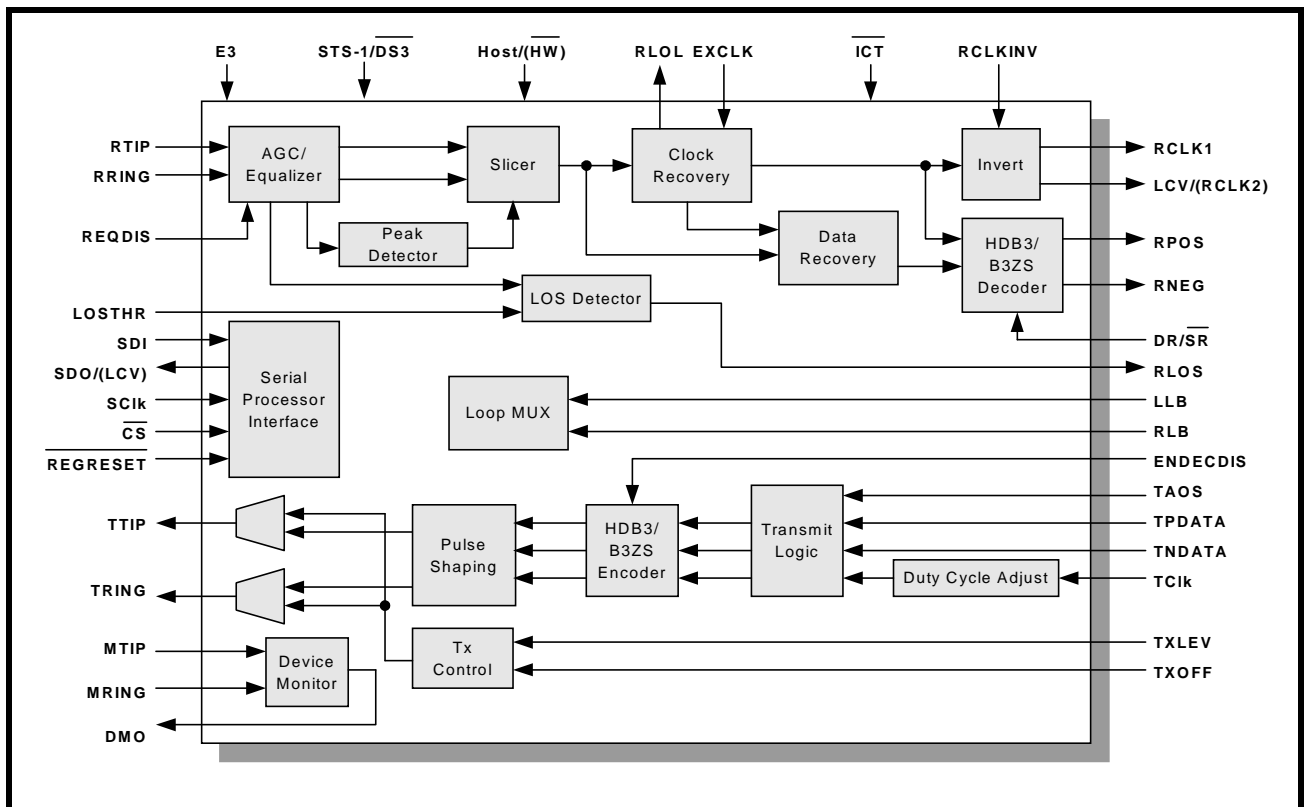 E3
STS-1/DS3
Host/(HW)
RLOL
EXCLK
ICT
RCLKINV
RTIP
RRING
REQDIS
LOSTHR
SDI
SDO/(LCV)
SClk
CS
REGRESET
TTIP
TRING
MTIP
MRING
DMO
AGC/
Equalizer
Slicer
Clock
Recovery
Invert
Peak
Detector
Data
Recovery
HDB3/
B3ZS
Decoder
LOS Detector
Serial
Processor
Interface
Loop MUX
Pulse
Shaping
HDB3/
B3ZS
Encoder
Transmit
Logic
Duty Cycle Adjust
Tx
Control
Device
Monitor
RCLK1
LCV/(RCLK2)
RPOS
RNEG
DR/SR
RLOS
LLB
RLB
ENDECDIS
TAOS
TPDATA
TNDATA
TClk
TXLEV
TXOFF